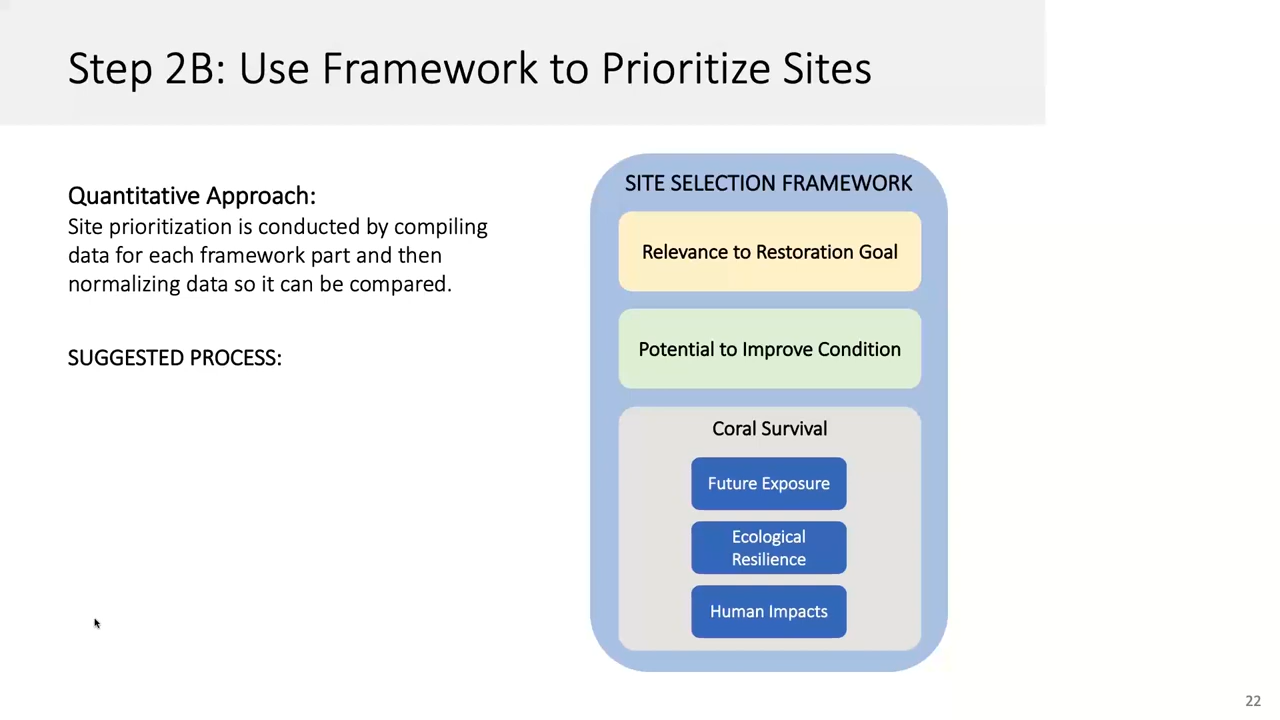 Step 2B: Use Framework to Prioritize Sites
Quantitative Approach:
Site prioritization is conducted by compiling
data for each framework part and then
normalizing data so it can be compared.
SUGGESTED PROCESS:
SITE SELECTION FRAMEWORK
Relevance to Restoration Goal
Potential to Improve Condition
Coral Survival
Future Exposure
Ecological
Resilience
Human Impacts
22